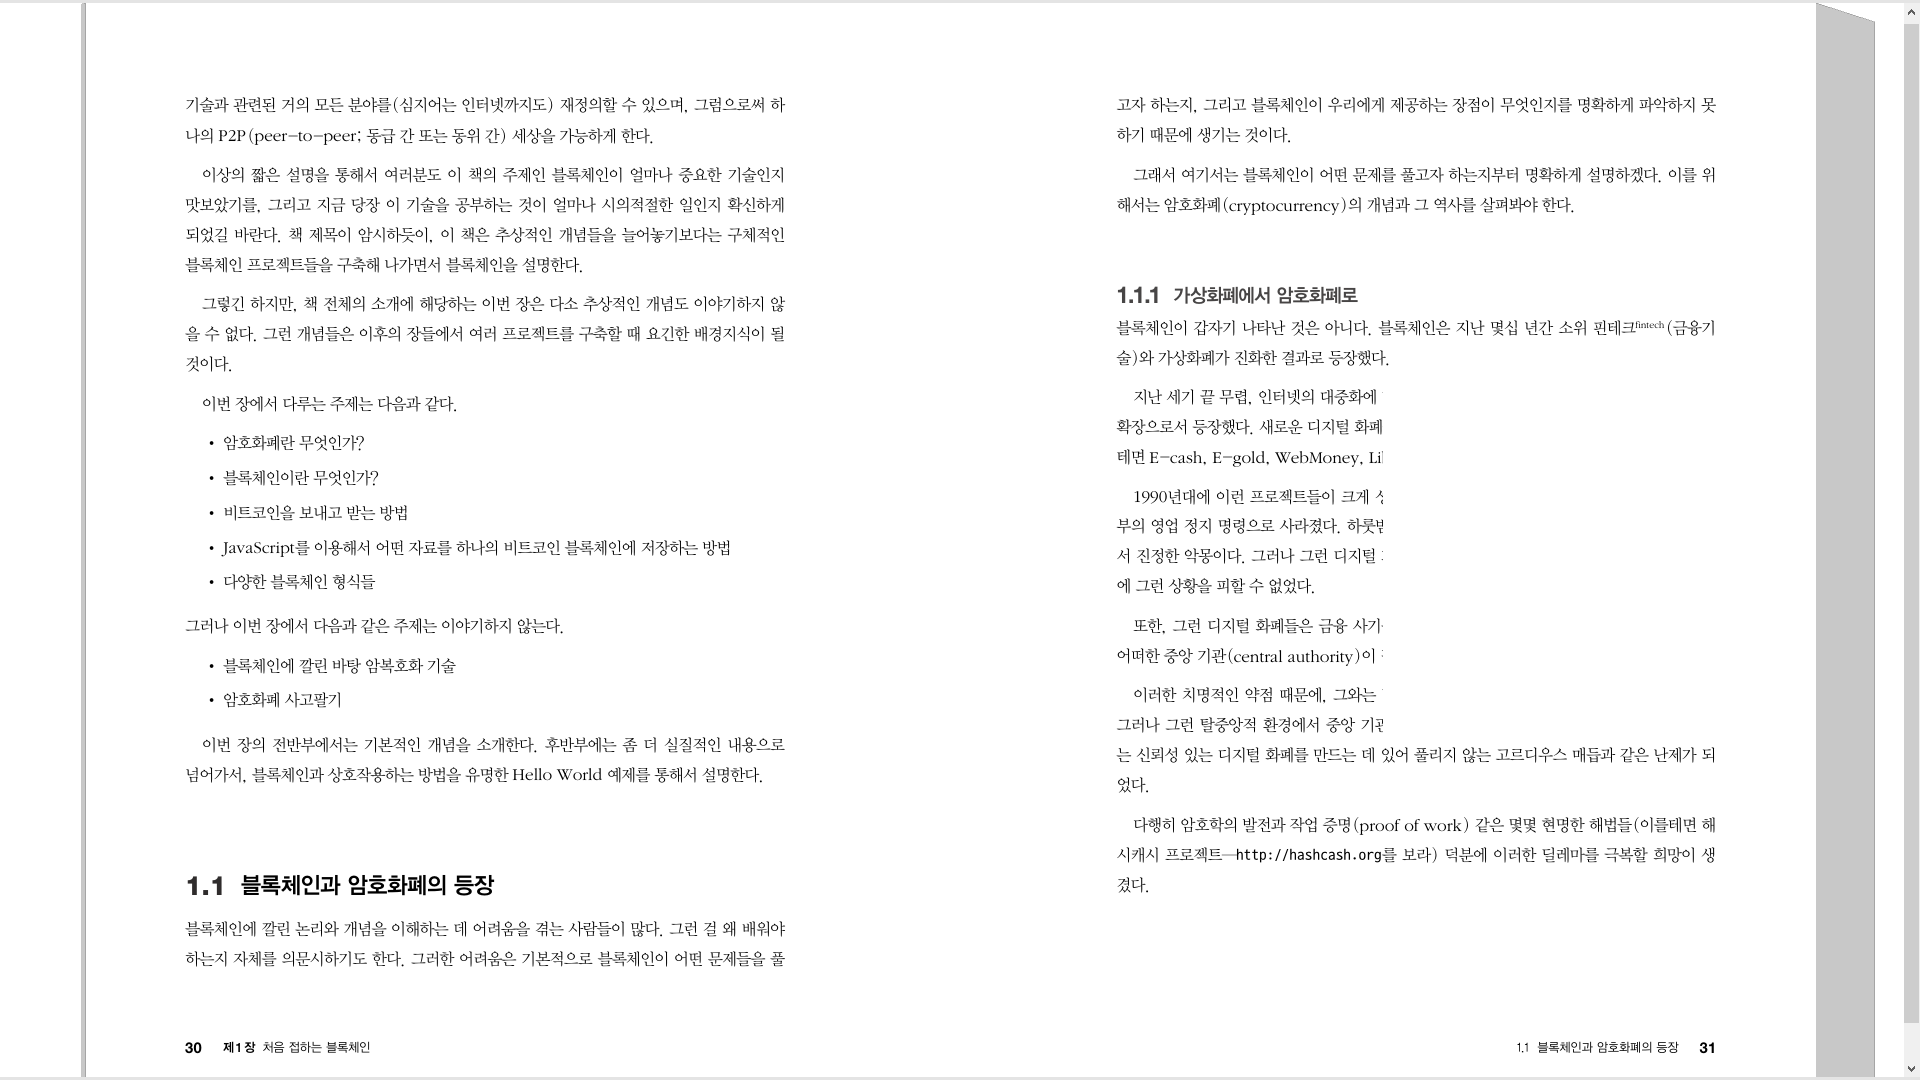 기술과 관련된 거의 모든 분야를(심지어는 인터넷까지도) 재정의할 수 있으며, 그럼으로써 하
나의 P2P(peer-to-peer; 동급 간 또는 동위 간) 세상을 가능하게 한다.
이상의 짧은 설명을 통해서 여러분도 이 책의 주제인 블록체인이 얼마나 중요한 기술인지
맛보았기를, 그리고 지금 당장 이 기술을 공부하는 것이 얼마나 시의적절한 일인지 확신하게
되었길 바란다. 책 제목이 암시하듯이, 이 책은 추상적인 개념들을 늘어놓기보다는 구체적인
블록체인 프로젝트들을 구축해 나가면서 블록체인을 설명한다.
그렇긴 하지만, 책 전체의 소개에 해당하는 이번 장은 다소 추상적인 개념도 이야기하지 않
을 수 없다. 그런 개념들은 이후의 장들에서 여러 프로젝트를 구축할 때 요긴한 배경지식이 될
것이다.
이번 장에서 다루는 주제는 다음과 같다.
• 암호화폐란 무엇인가?
• 블록체인이란 무엇인가?
• 비트코인을 보내고 받는 방법
• JavaScript를 이용해서 어떤 자료를 하나의 비트코인 블록체인에 저장하는 방법
• 다양한 블록체인 형식들
그러나 이번 장에서 다음과 같은 주제는 이야기하지 않는다.
• 블록체인에 깔린 바탕 암복호화 기술
• 암호화폐 사고팔기
이번 장의 전반부에서는 기본적인 개념을 소개한다. 후반부에는 좀 더 실질적인 내용으로
넘어가서, 블록체인과 상호작용하는 방법을 유명한 Hello World 예제를 통해서 설명한다.
1.1 블록체인과 암호화폐의 등장
블록체인에 깔린 논리와 개념을 이해하는 데 어려움을 겪는 사람들이 많다. 그런 걸 왜 배워야
하는지 자체를 의문시하기도 한다. 그러한 어려움은 기본적으로 블록체인이 어떤 문제들을 풀
30 제1장 처음 접하는 블록체인
고자 하는지, 그리고 블록체인이 우리에게 제공하는 장점이 무엇인지를 명확하게 파악하지 못
하기 때문에 생기는 것이다.
그래서 여기서는 블록체인이 어떤 문제를 풀고자 하는지부터 명확하게 설명하겠다. 이를 위
해서는 암호화폐(cryptocurrency)의 개념과 그 역사를 살펴봐야 한다.
1.1.1 가상화폐에서 암호화폐로
블록체인이 갑자기 나타난 것은 아니다. 블록체인은 지난 몇십 년간 소위 핀테크fintech(금융기
술)와 가상화폐가 진화한 결과로 등장했다.
지난 세기 끝 무렵, 인터넷의 대중화에
확장으로서 등장했다. 새로운 디지털 화폐
테면 E-cash, E-gold, WebMoney,
1990년대에 이런 프로젝트들이 크게
부의 영업 정지 명령으로 사라졌다.
서 진정한 악몽이다. 그러나 그런 디지털
에 그런 상황을 피할 수 없었다.
또한, 그런 디지털 화폐들은 금융
어떠한 중앙 기관(central authority)이
이러한 치명적인 약점 때문에, 그와는
그러나 그런 탈중앙적 환경에서 중앙
는 신뢰성 있는 디지털 화폐를 만드는 데 있어 풀리지 않는 고르디우스 매듭과 같은 난제가 되
었다.
다행히 암호학의 발전과 작업 증명(proof of work) 같은 몇몇 현명한 해법들(이를테면 해
시캐시 프로젝트—http://hashcash.org를 보라) 덕분에 이러한 딜레마를 극복할 희망이 생
겼다.
1.1 블록체인과 암호화폐의 등장 31